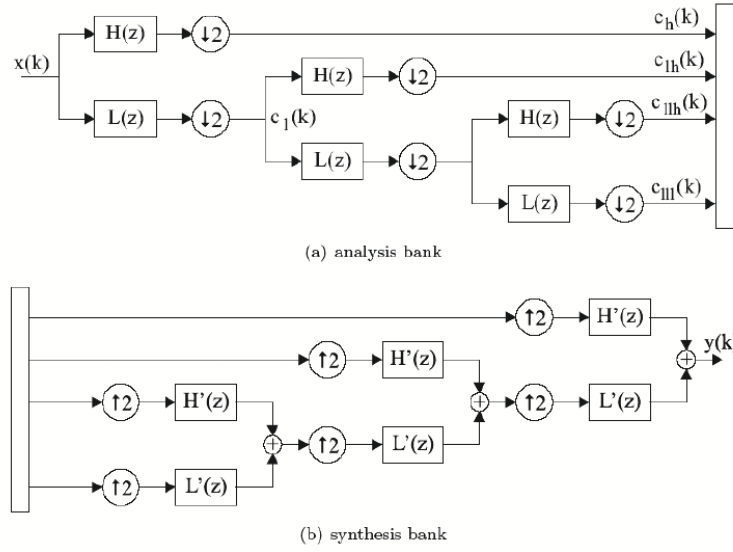 H(z) ↓2 c_h(k)
x(k)
H(z) ↓2 c_lh(k)
L(z) ↓2 c_l(k)
H(z) ↓2 c_llh(k)
L(z) ↓2
L(z) ↓2 c_lll(k)
(a) analysis bank
↑2 H'(z)
↑2 H'(z) + y(k)
↑2 H'(z) + ↑2 L'(z)
+ ↑2 L'(z)
↑2 L'(z)
(b) synthesis bank